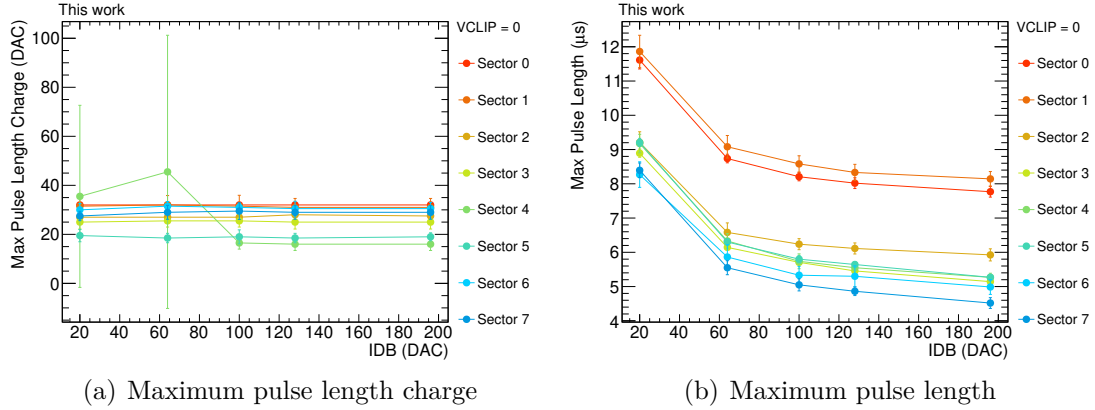 This work
Max Pulse Length Charge (DAC)
100
80
60
40
20
0
20 40 60 80 100 120 140 160 180 200
IDB (DAC)
VCLIP = 0
Sector 0
Sector 1
Sector 2
Sector 3
Sector 4
Sector 5
Sector 6
Sector 7
(a) Maximum pulse length charge
This work
Max Pulse Length (μs)
12
11
10
9
8
7
6
5
4
20 40 60 80 100 120 140 160 180 200
IDB (DAC)
VCLIP = 0
Sector 0
Sector 1
Sector 2
Sector 3
Sector 4
Sector 5
Sector 6
Sector 7
(b) Maximum pulse length